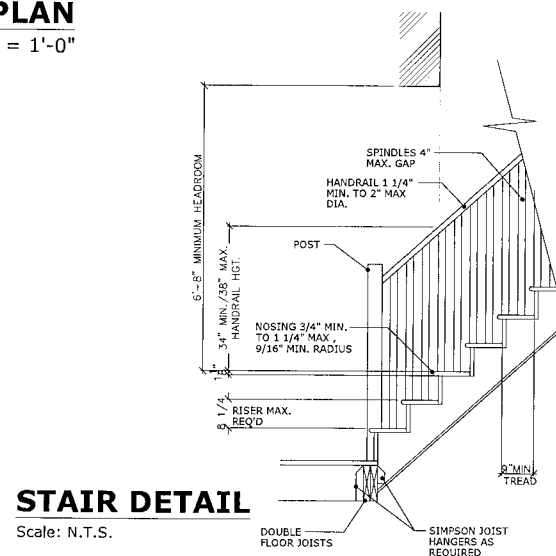 PLAN
= 1'-0"
SPINDLES 4"
MAX. GAP
HANDRAIL 1 1/4"
MIN. TO 2" MAX
DIA.
6'-8" MINIMUM HEADROOM
34" MIN./38" MAX.
HANDRAIL HGT.
POST
NOSING 3/4" MIN.
TO 1 1/4" MAX ,
9/16" MIN. RADIUS
8 1/4
RISER MAX.
REQ'D
9" MIN
TREAD
STAIR DETAIL
Scale: N.T.S.
DOUBLE
FLOOR JOISTS
SIMPSON JOIST
HANGERS AS
REQUIRED